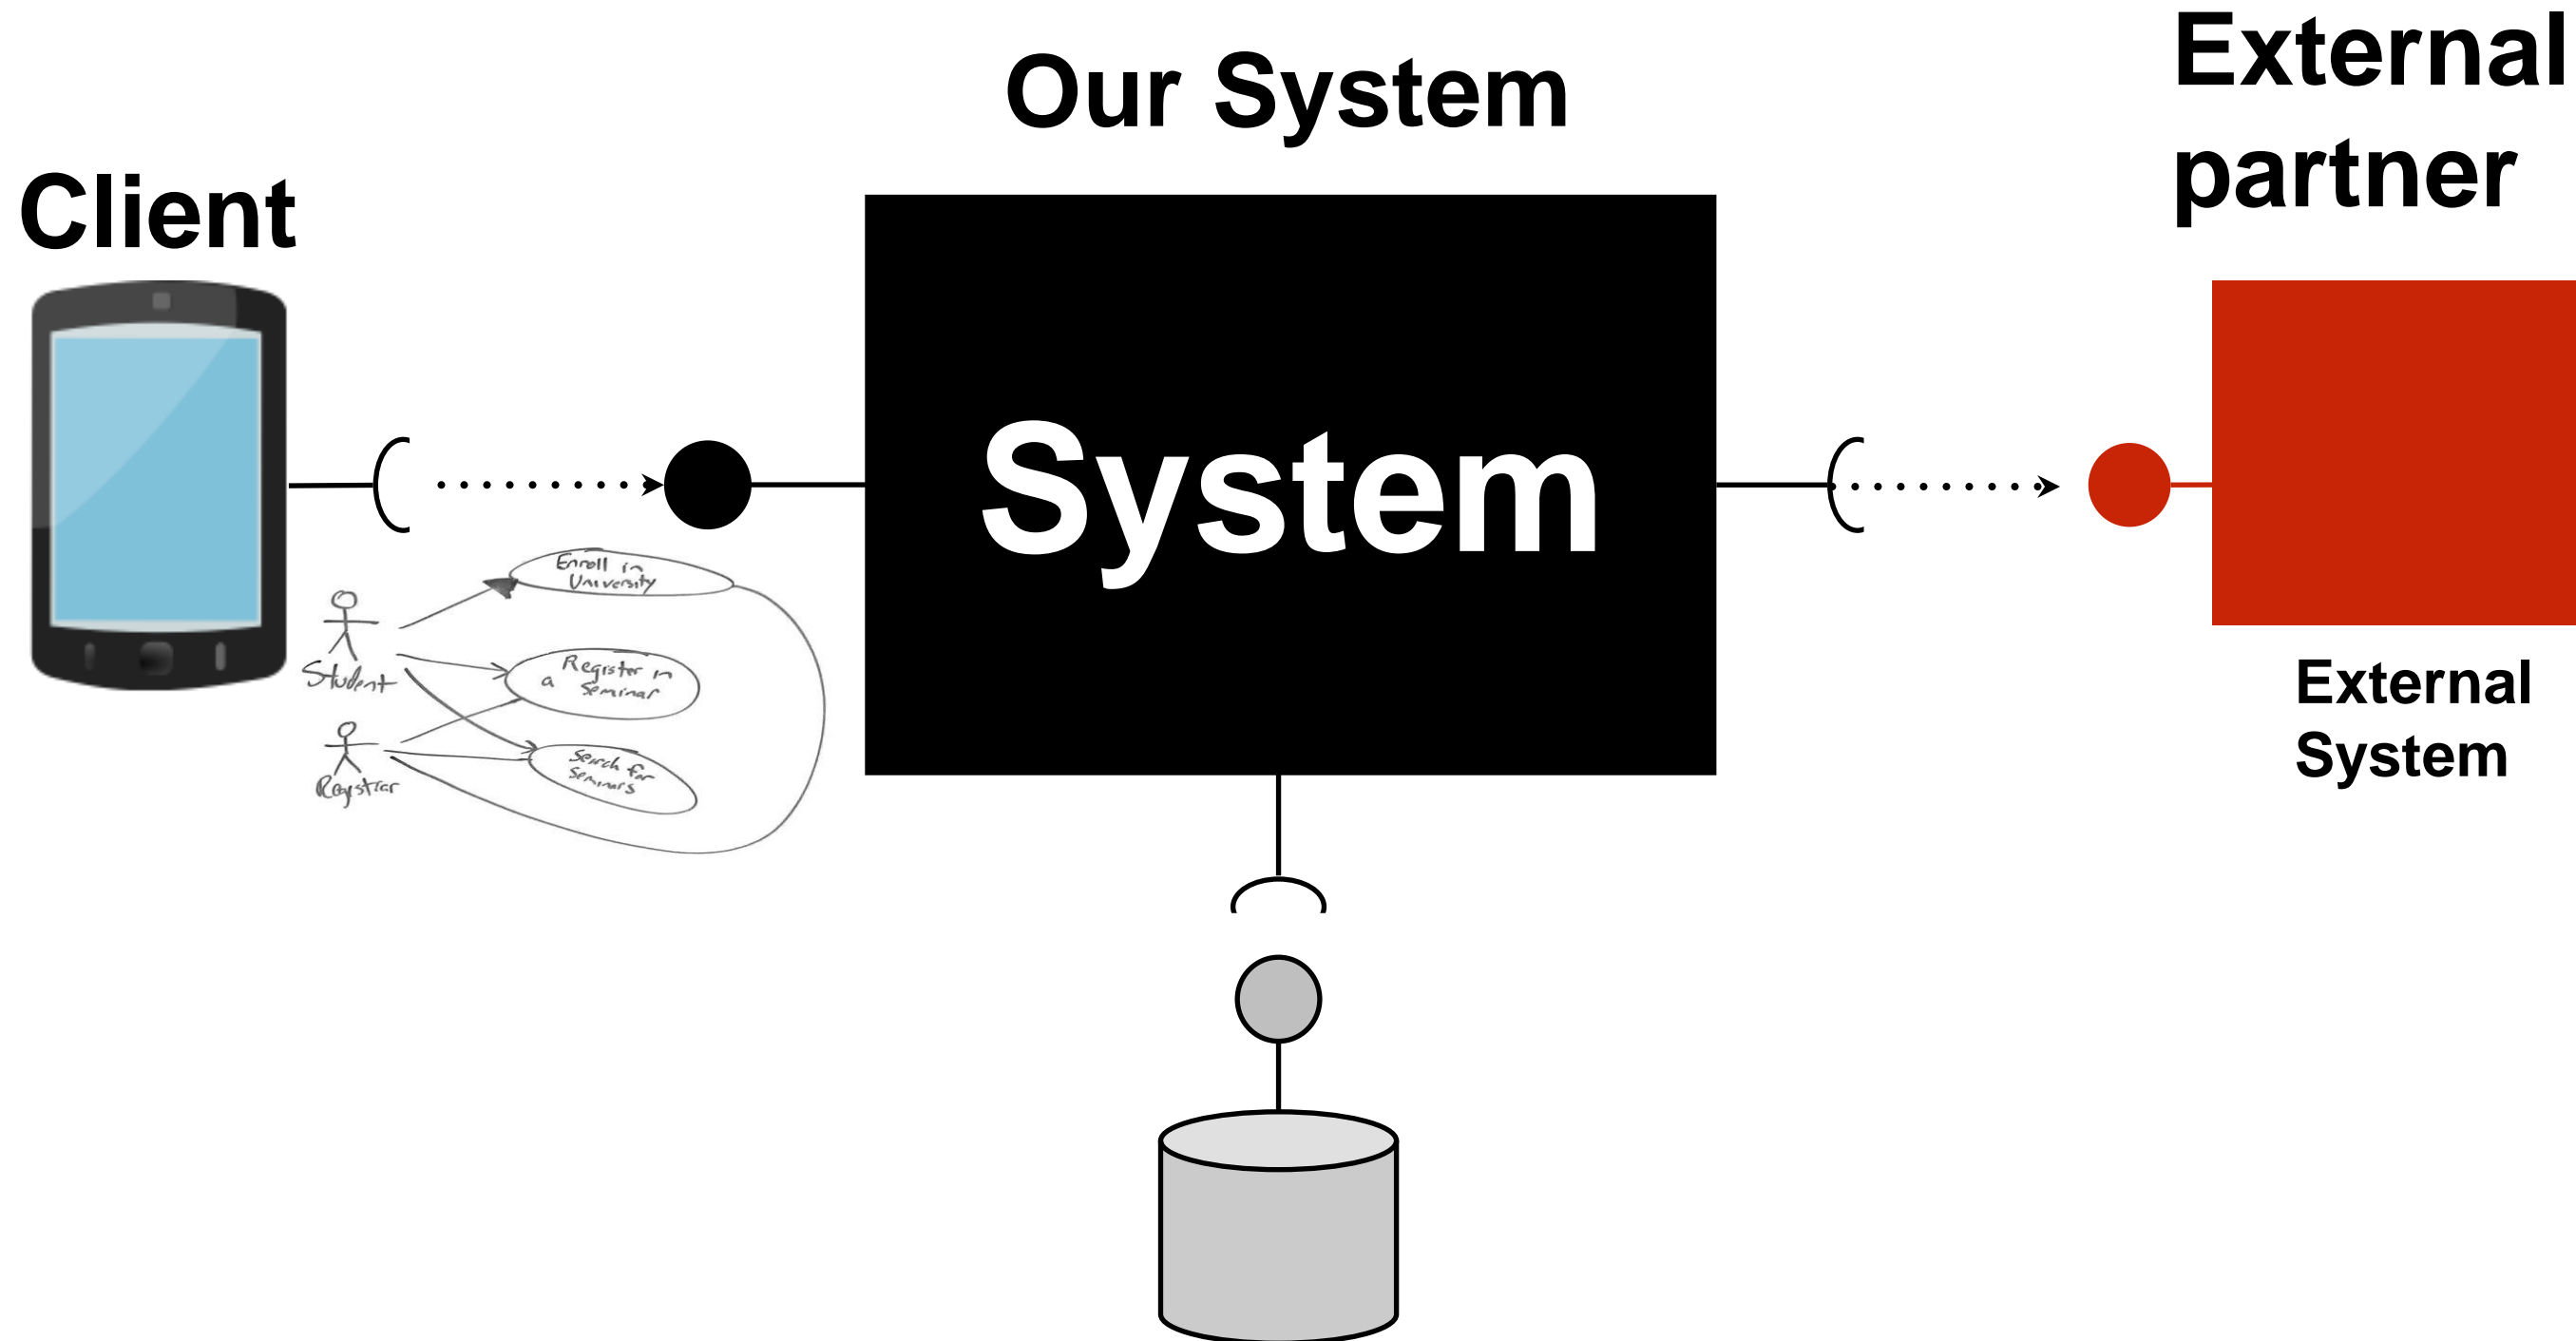 Our System
External
partner
Client
System
Enroll in
University
Student
Register in
a Seminar
Registrar
Search for
Seminars
External
System